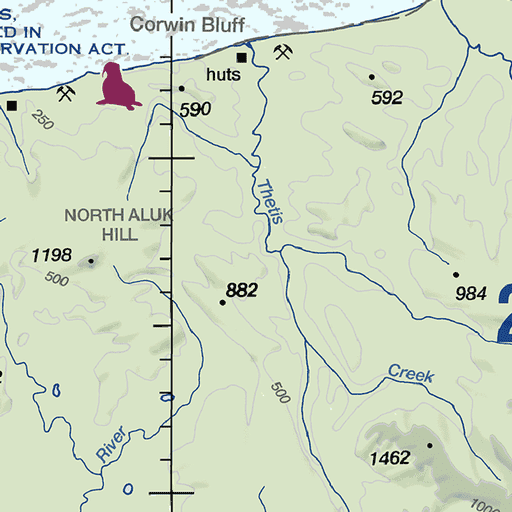 S,
ED IN
RVATION ACT.
Corwin Bluff
huts
250
590
592
Thetis
NORTH ALUK
HILL
1198
500
882
984
2
500
Creek
River
1462
1000